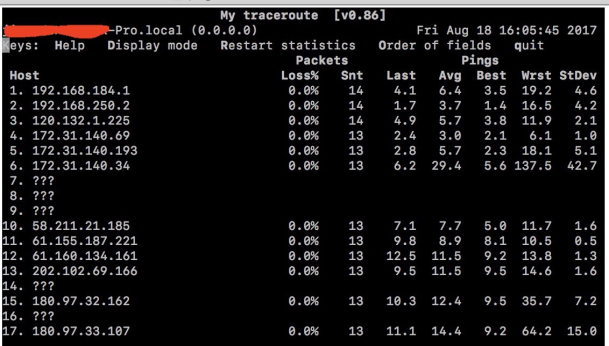 My traceroute [v0.86]
-Pro.local (0.0.0.0) Fri Aug 18 16:05:45 2017
Keys: Help Display mode Restart statistics Order of fields quit
Packets Pings
Host Loss% Snt Last Avg Best Wrst StDev
1. 192.168.184.1 0.0% 14 4.1 6.4 3.5 19.2 4.6
2. 192.168.250.2 0.0% 14 1.7 3.7 1.4 16.5 4.2
3. 120.132.1.225 0.0% 14 4.9 5.7 3.8 11.9 2.1
4. 172.31.140.69 0.0% 13 2.4 3.0 2.1 6.1 1.0
5. 172.31.140.193 0.0% 13 2.8 5.7 2.3 18.1 5.1
6. 172.31.140.34 0.0% 13 6.2 29.4 5.6 137.5 42.7
7. ???
8. ???
9. ???
10. 58.211.21.185 0.0% 13 7.1 7.7 5.0 11.7 1.6
11. 61.155.187.221 0.0% 13 9.8 8.9 8.1 10.5 0.5
12. 61.160.134.161 0.0% 13 12.5 11.5 9.2 13.8 1.3
13. 202.102.69.166 0.0% 13 9.5 11.5 9.5 14.6 1.6
14. ???
15. 180.97.32.162 0.0% 13 10.3 12.4 9.5 35.7 7.2
16. ???
17. 180.97.33.107 0.0% 13 11.1 14.4 9.2 64.2 15.0